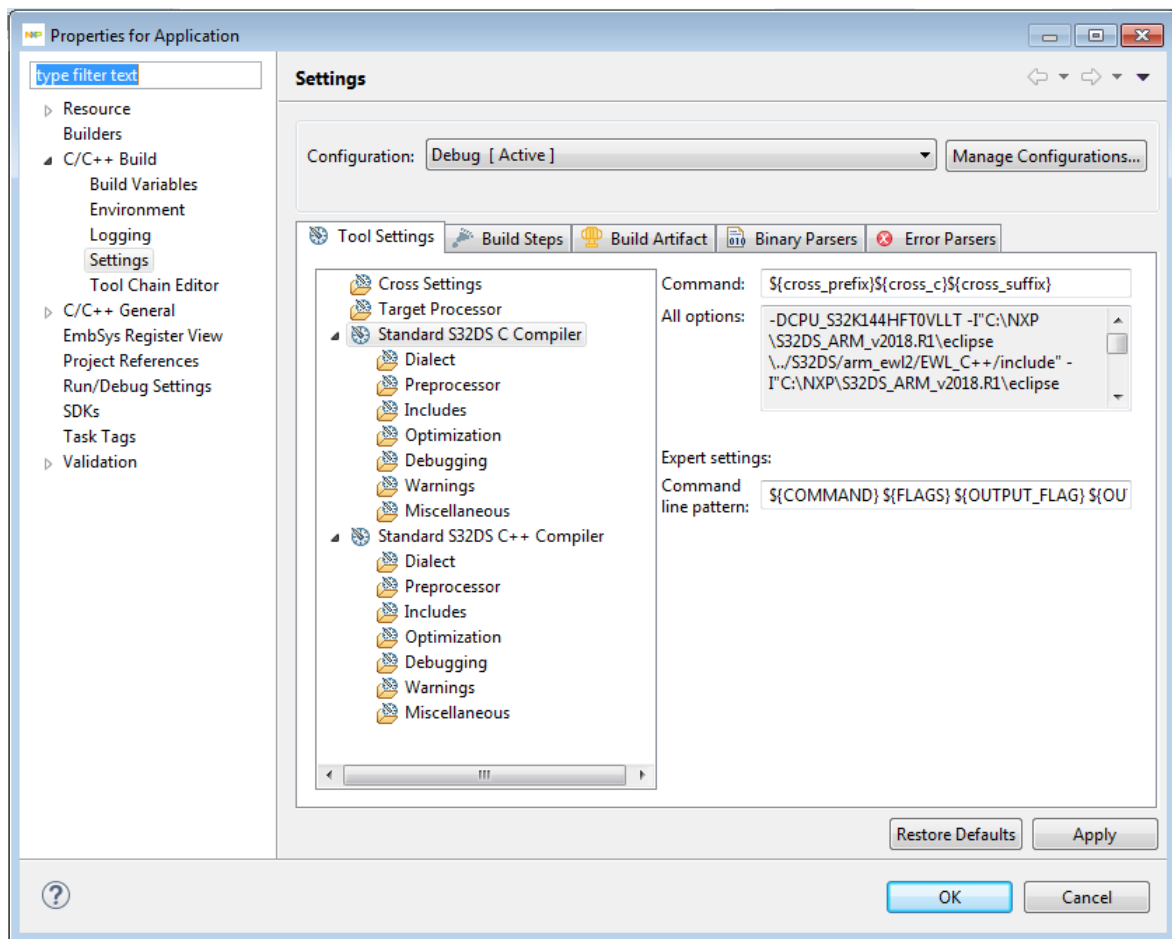 NXP Properties for Application
type filter text
Resource
Builders
C/C++ Build
Build Variables
Environment
Logging
Settings
Tool Chain Editor
C/C++ General
EmbSys Register View
Project References
Run/Debug Settings
SDKs
Task Tags
Validation
Settings
Configuration: Debug [ Active ] Manage Configurations...
Tool Settings Build Steps Build Artifact Binary Parsers Error Parsers
Cross Settings
Target Processor
Standard S32DS C Compiler
Dialect
Preprocessor
Includes
Optimization
Debugging
Warnings
Miscellaneous
Standard S32DS C++ Compiler
Dialect
Preprocessor
Includes
Optimization
Debugging
Warnings
Miscellaneous
Command: ${cross_prefix}${cross_c}${cross_suffix}
All options: -DCPU_S32K144HFT0VLLT -I"C:\NXP
\S32DS_ARM_v2018.R1\eclipse
\../S32DS/arm_ewl2/EWL_C++/include" -
I"C:\NXP\S32DS_ARM_v2018.R1\eclipse
Expert settings:
Command
line pattern: ${COMMAND} ${FLAGS} ${OUTPUT_FLAG} ${OU
Restore Defaults Apply
OK Cancel